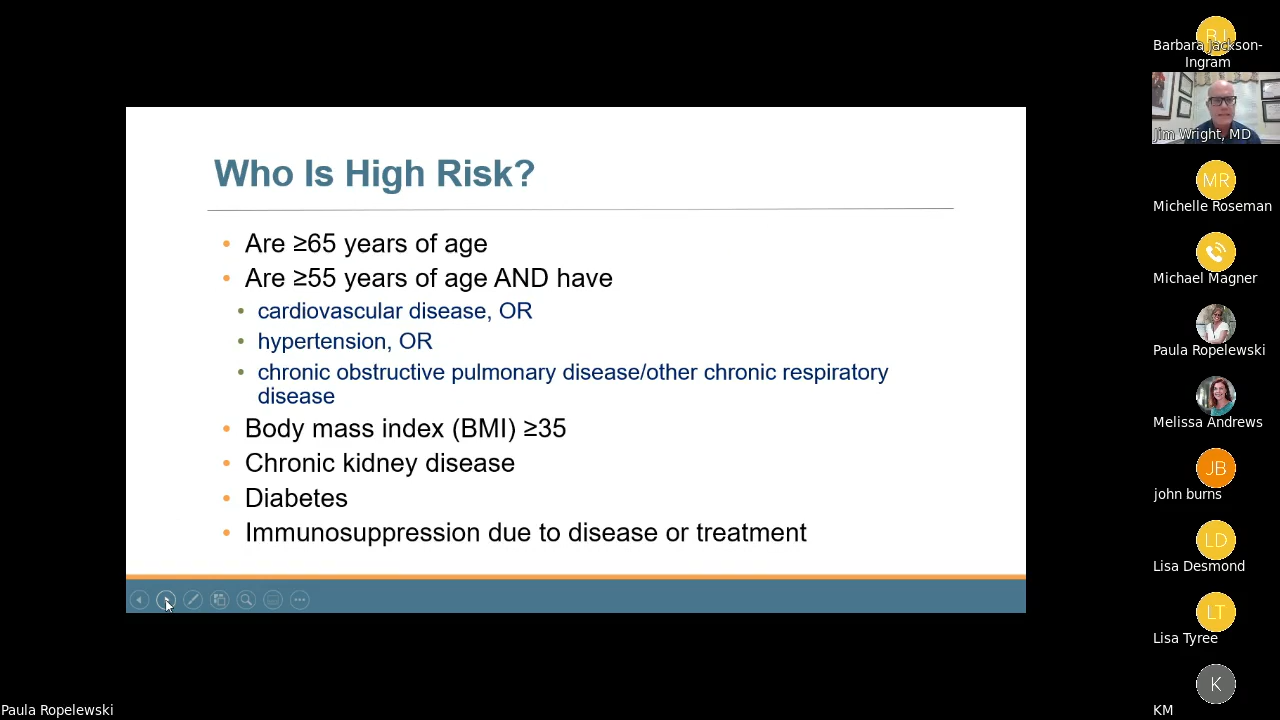 Who Is High Risk?
• Are ≥65 years of age
• Are ≥55 years of age AND have
• cardiovascular disease, OR
• hypertension, OR
• chronic obstructive pulmonary disease/other chronic respiratory
disease
• Body mass index (BMI) ≥35
• Chronic kidney disease
• Diabetes
• Immunosuppression due to disease or treatment
Paula Ropelewski
BJ
Barbara Jackson-
Ingram
Jim Wright, MD
MR
Michelle Roseman
Michael Magner
Paula Ropelewski
Melissa Andrews
JB
john burns
LD
Lisa Desmond
LT
Lisa Tyree
K
KM